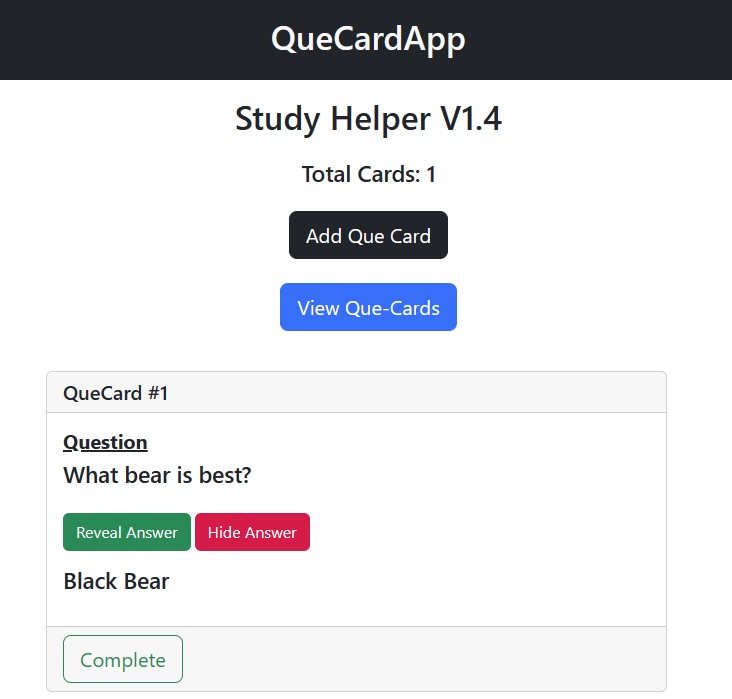 QueCardApp
Study Helper V1.4
Total Cards: 1
Add Que Card
View Que-Cards
QueCard #1
Question
What bear is best?
Reveal Answer Hide Answer
Black Bear
Complete